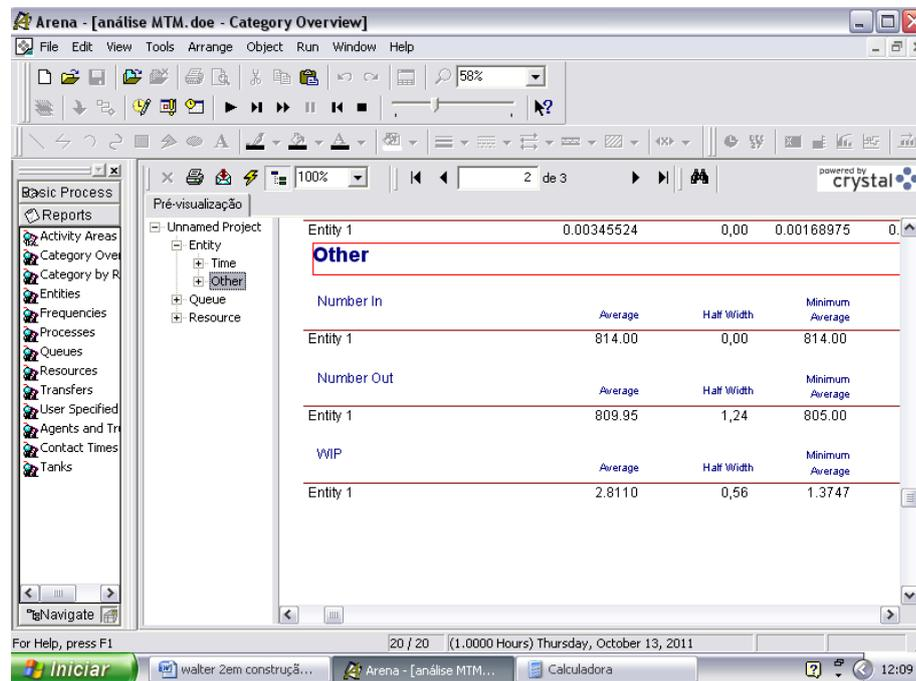 Arena - [análise MTM.doe - Category Overview]
File Edit View Tools Arrange Object Run Window Help
58%
100%
2 de 3
powered by
crystal
Basic Process
Reports
Activity Areas
Category Over
Category by R
Entities
Frequencies
Processes
Queues
Resources
Transfers
User Specified
Agents and Tru
Contact Times
Tanks
Navigate
Pré-visualização
Unnamed Project
Entity
Time
Other
Queue
Resource
Entity 1 0.00345524 0,00 0.00168975 0.
Other
Number In
Average Half Width Minimum Average
Entity 1 814.00 0,00 814.00
Number Out
Average Half Width Minimum Average
Entity 1 809.95 1,24 805.00
WIP
Average Half Width Minimum Average
Entity 1 2.8110 0,56 1.3747
For Help, press F1 20 / 20 (1.0000 Hours) Thursday, October 13, 2011
Iniciar walter 2em construçã... Arena - [análise MTM... Calculadora 12:09